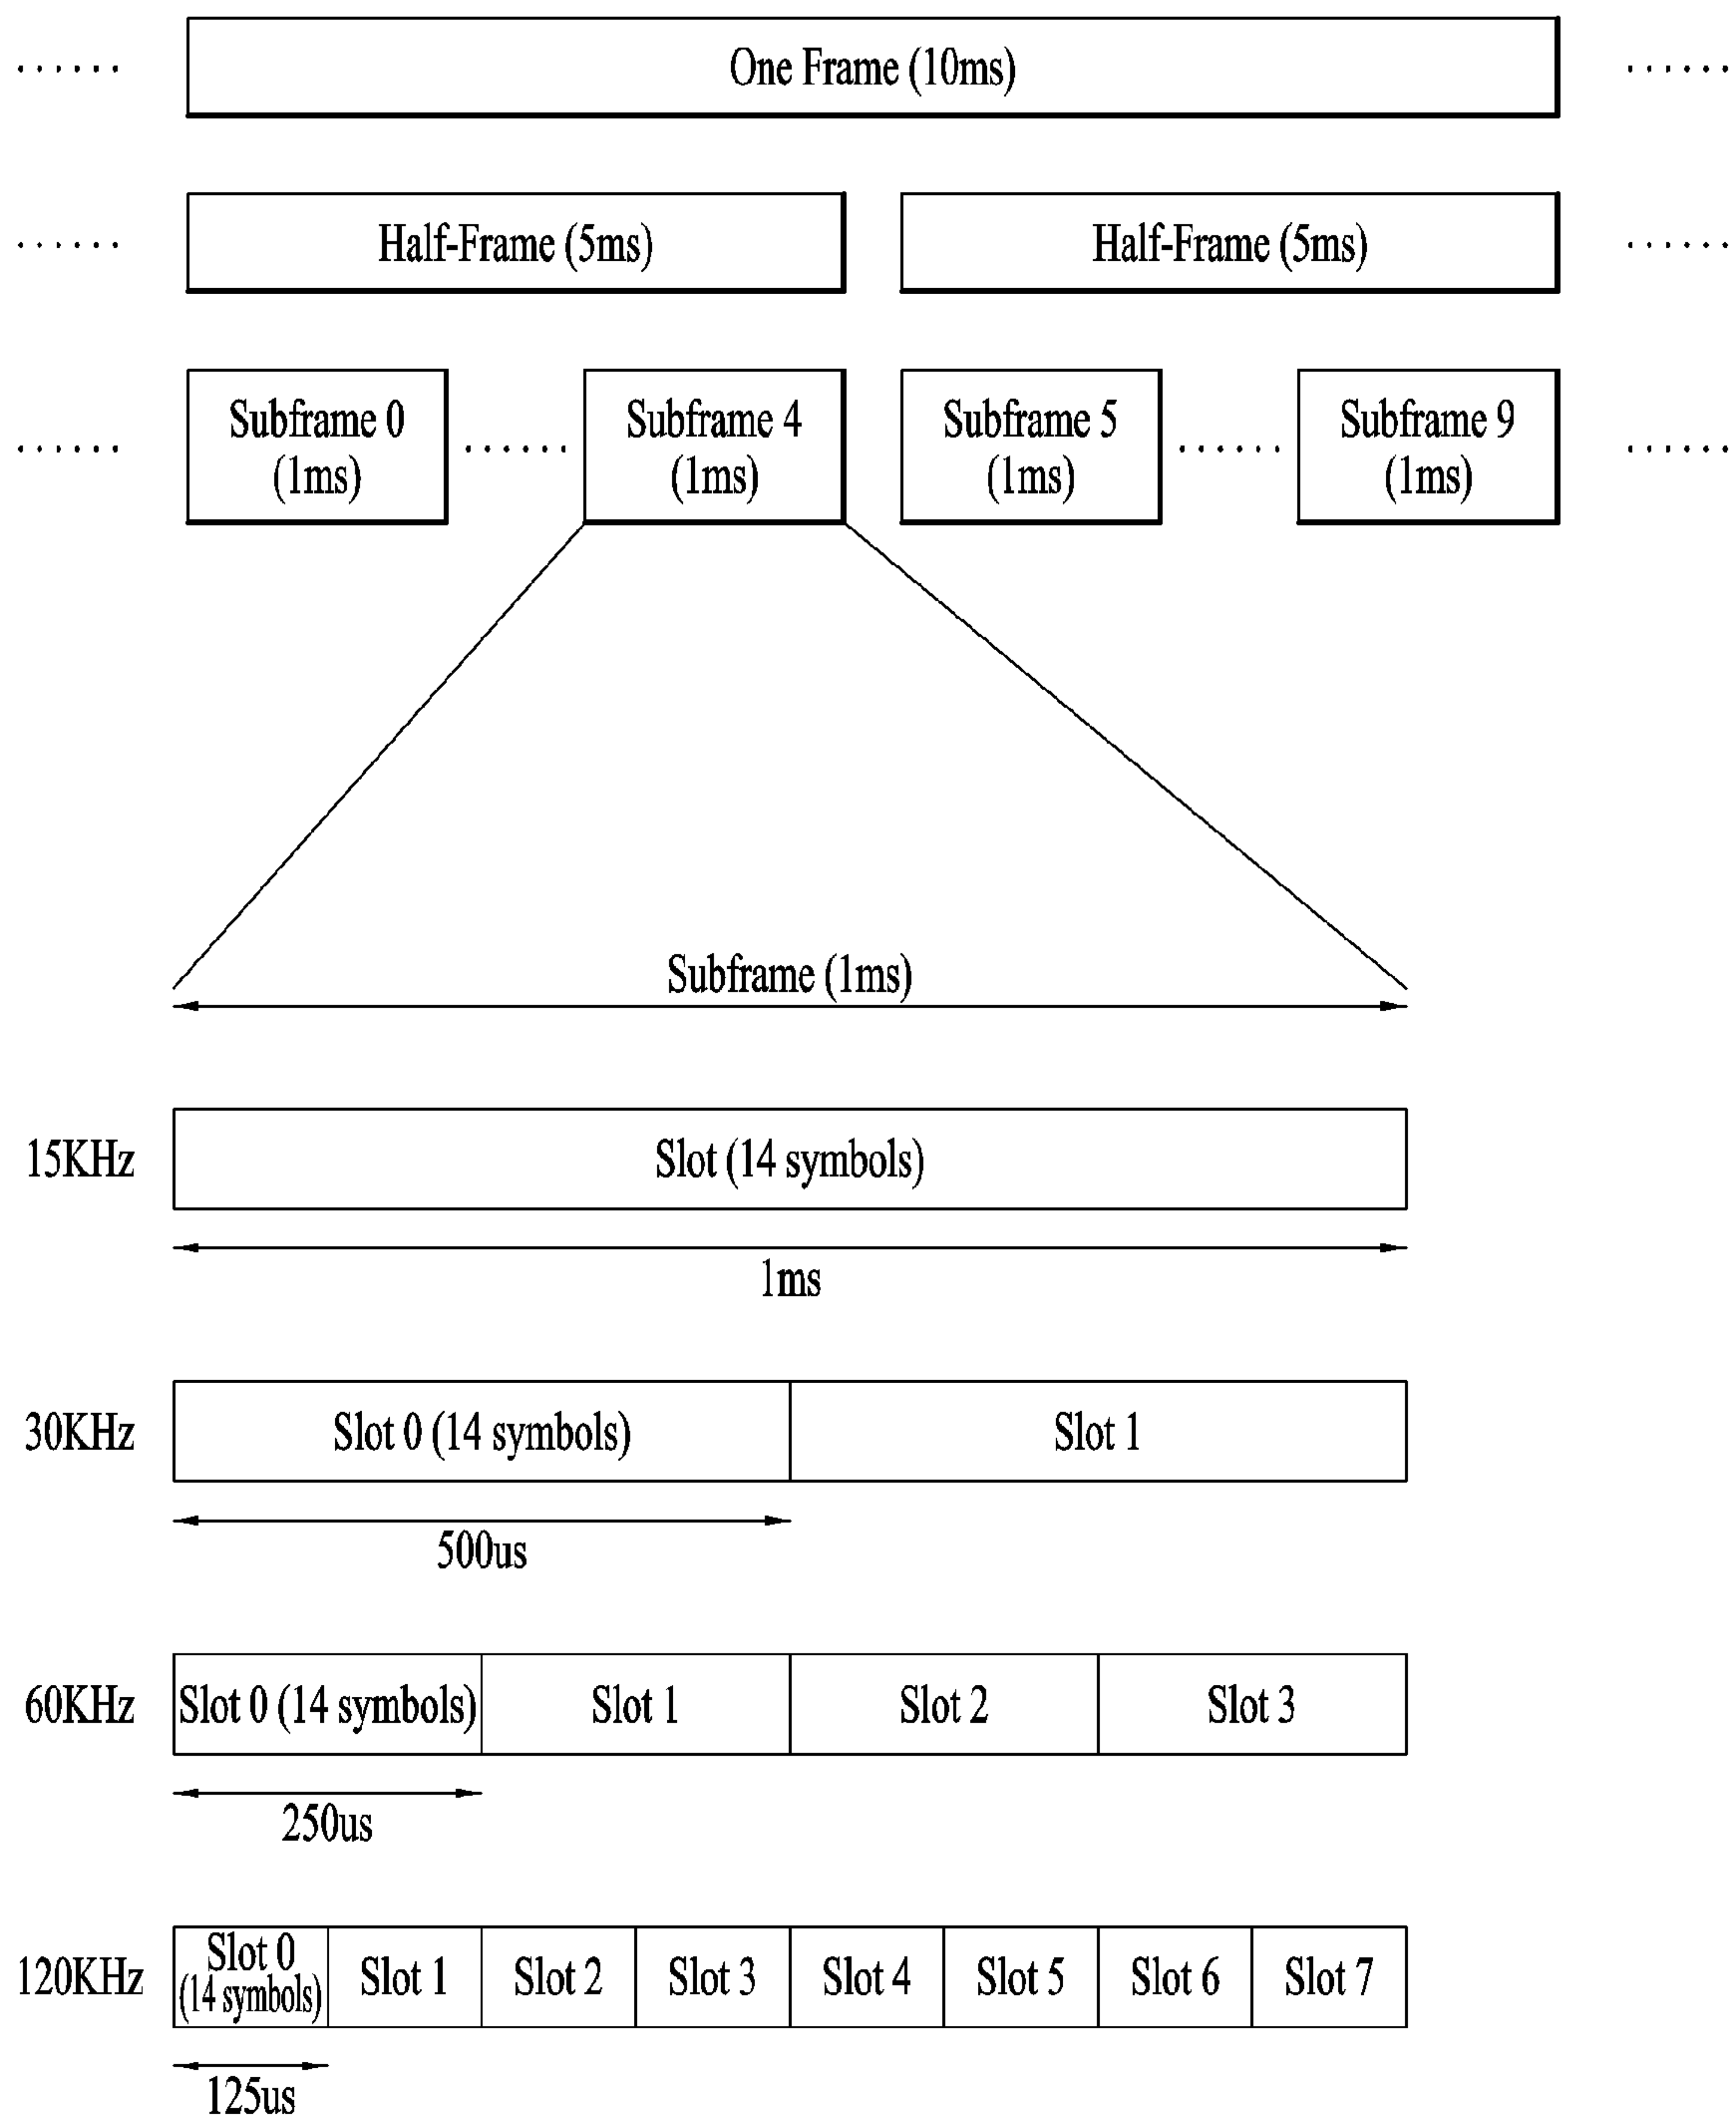 One Frame (10ms)
Half-Frame (5ms)
Half-Frame (5ms)
Subframe 0
(1ms)
Subframe 4
(1ms)
Subframe 5
(1ms)
Subframe 9
(1ms)
Subframe (1ms)
15KHz
Slot (14 symbols)
1ms
30KHz
Slot 0 (14 symbols)
Slot 1
500us
60KHz
Slot 0 (14 symbols)
Slot 1
Slot 2
Slot 3
250us
120KHz
Slot 0
(14 symbols)
Slot 1
Slot 2
Slot 3
Slot 4
Slot 5
Slot 6
Slot 7
125us